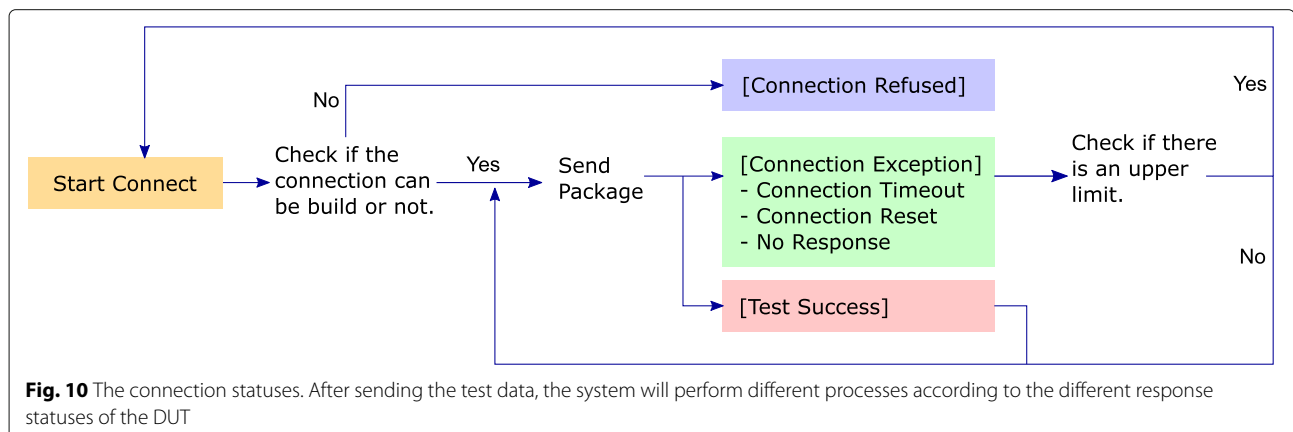 No
[Connection Refused]
Yes
Start Connect
Check if the
connection can
be build or not.
Yes
Send
Package
[Connection Exception]
- Connection Timeout
- Connection Reset
- No Response
Check if there
is an upper
limit.
No
[Test Success]
Fig. 10 The connection statuses. After sending the test data, the system will perform different processes according to the different response
statuses of the DUT